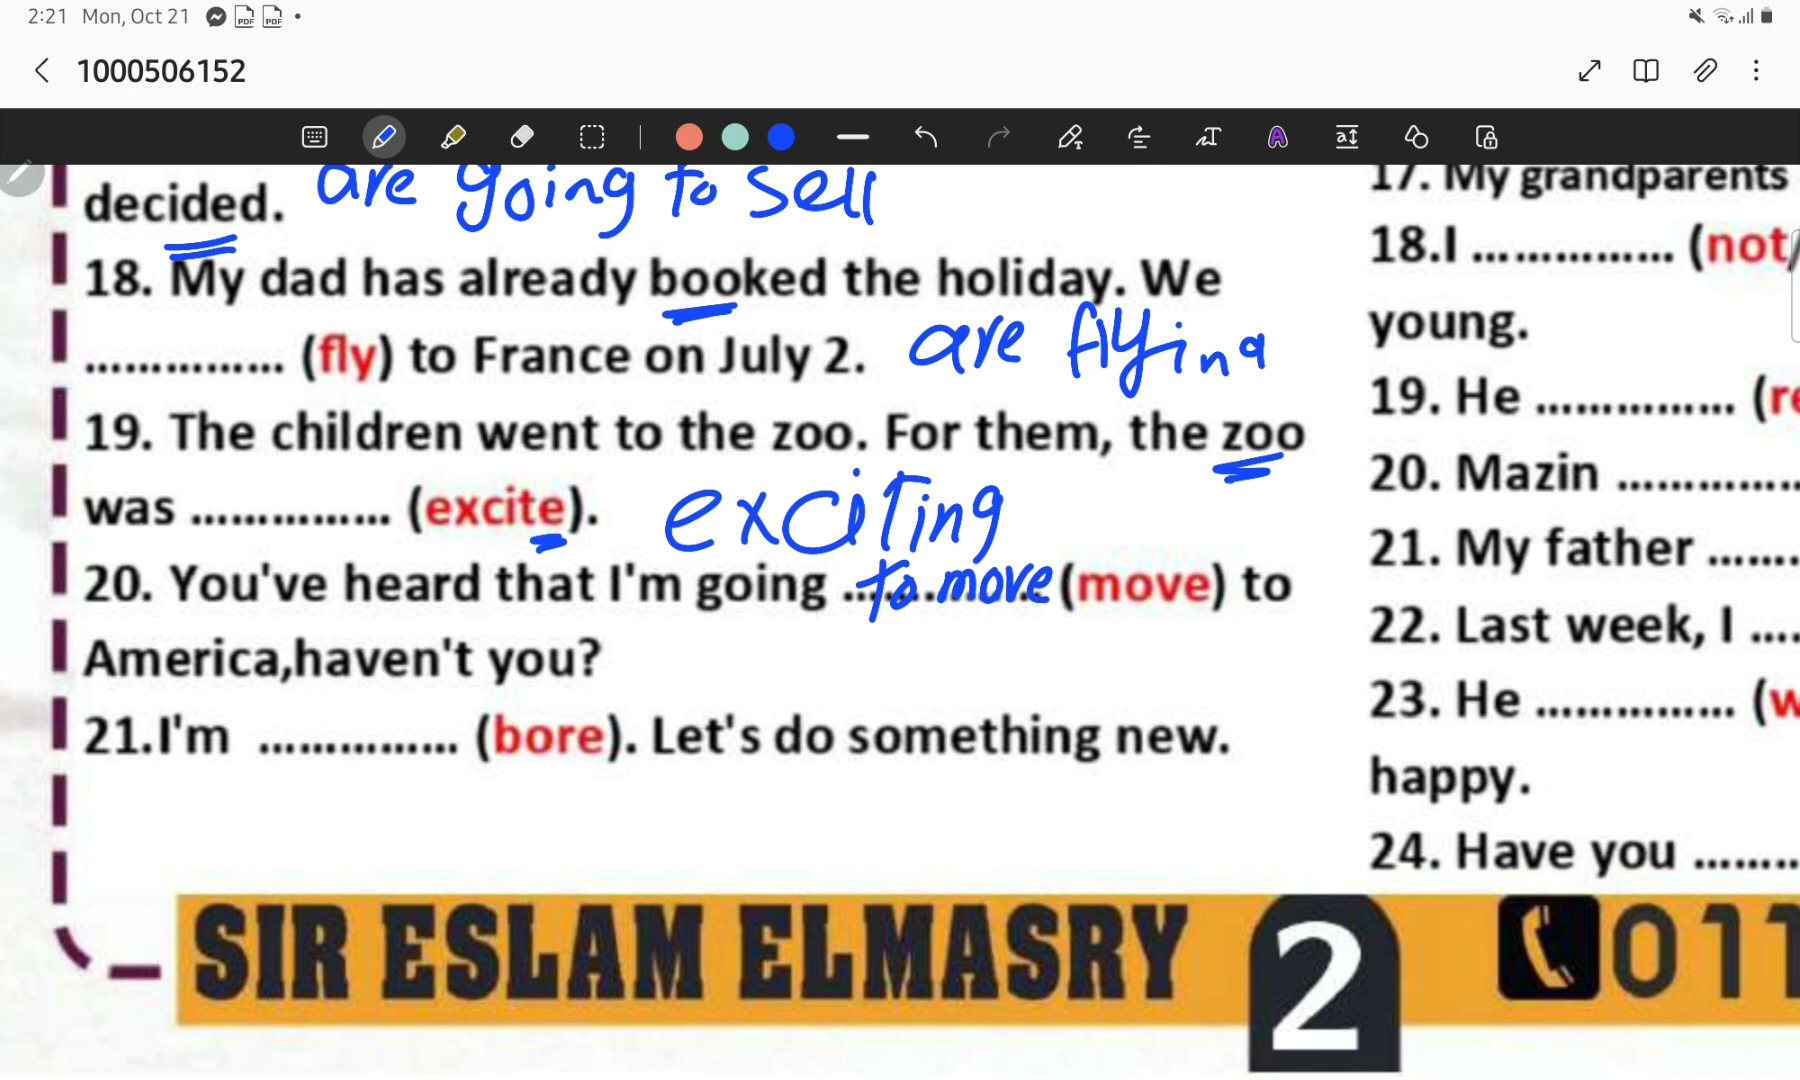 2:21 Mon, Oct 21
PDF PDF
1000506152
decided. are going to sell
18. My dad has already booked the holiday. We
............... (fly) to France on July 2. are flying
19. The children went to the zoo. For them, the zoo
was ............... (excite). exciting
20. You've heard that I'm going ............... to move (move) to
America,haven't you?
21.I'm ............... (bore). Let's do something new.
17. My grandparents
18.I ............... (not/
young.
19. He ............... (re
20. Mazin ..............
21. My father .......
22. Last week, I ....
23. He ............... (w
happy.
24. Have you ........
SIR ESLAM ELMASRY 2 011